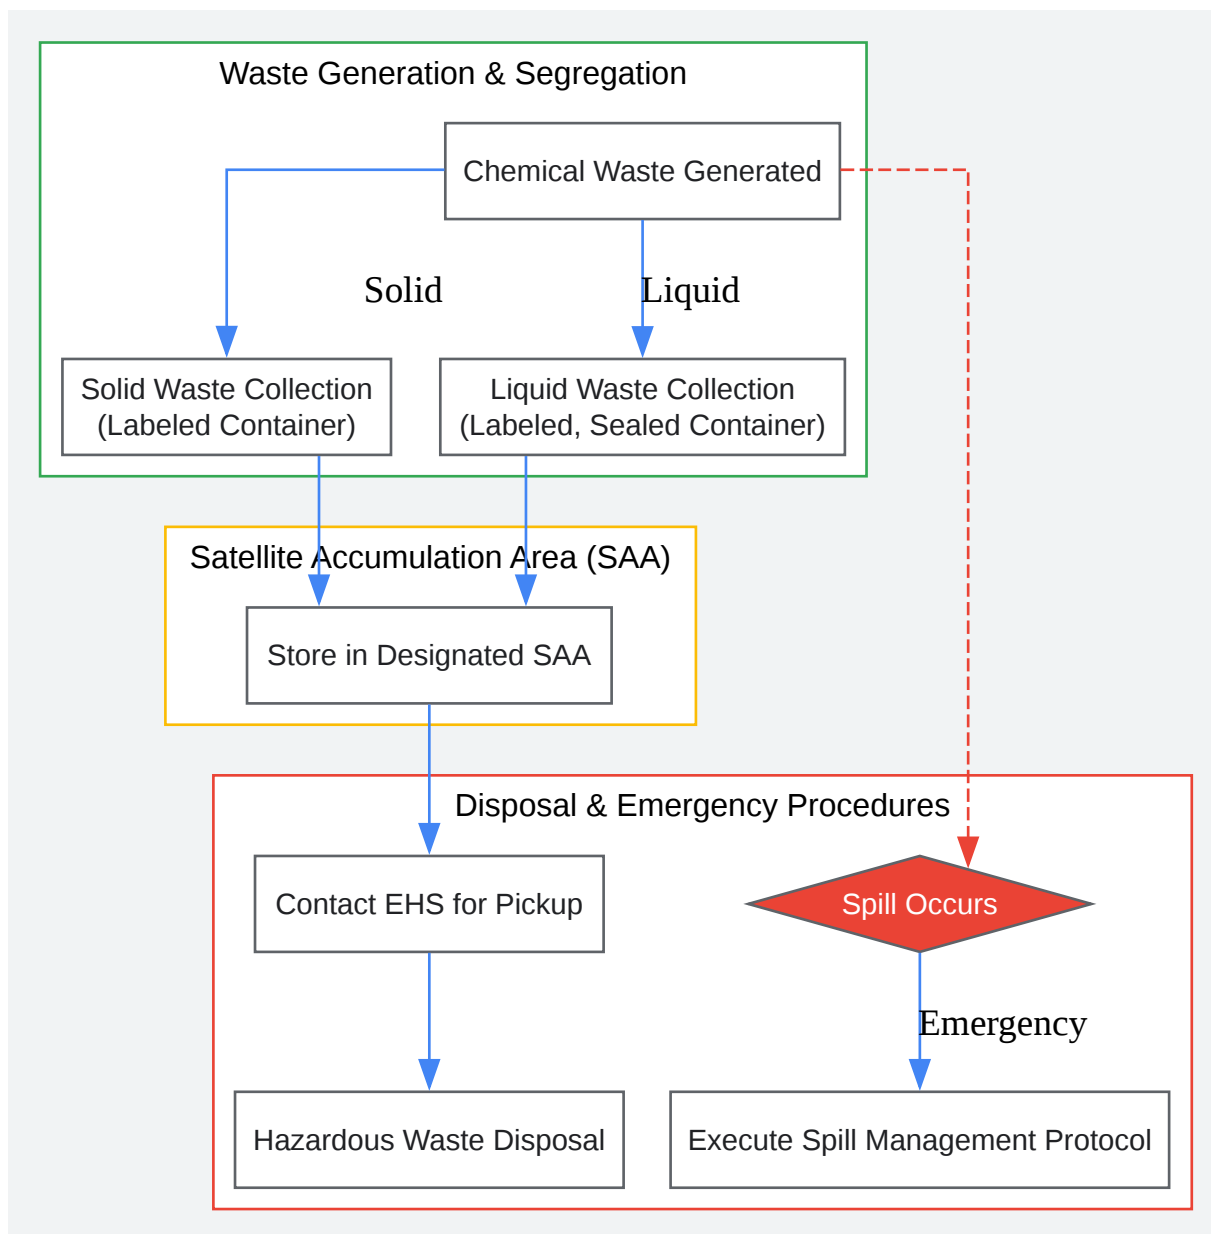 Waste Generation & Segregation
Chemical Waste Generated
Solid
Liquid
Solid Waste Collection
(Labeled Container)
Liquid Waste Collection
(Labeled, Sealed Container)
Satellite Accumulation Area (SAA)
Store in Designated SAA
Disposal & Emergency Procedures
Contact EHS for Pickup
Spill Occurs
Emergency
Hazardous Waste Disposal
Execute Spill Management Protocol